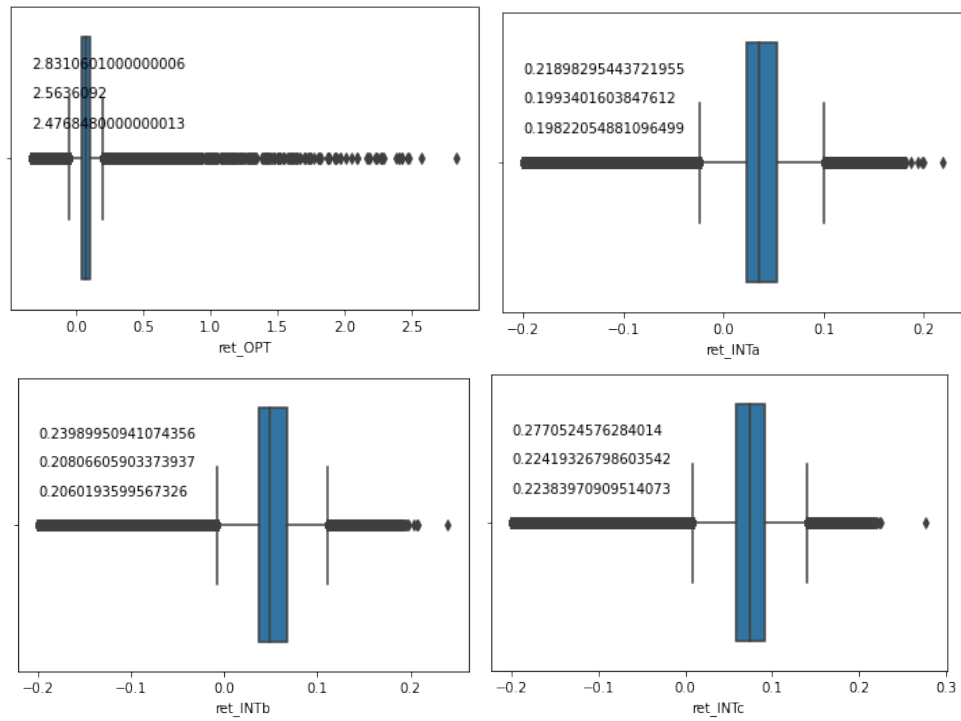 2.8310601000000006
2.5636092
2.4768480000000013
0.0 0.5 1.0 1.5 2.0 2.5
ret_OPT
0.21898295443721955
0.1993401603847612
0.19822054881096499
−0.2 −0.1 0.0 0.1 0.2
ret_INTa
0.23989950941074356
0.20806605903373937
0.2060193599567326
−0.2 −0.1 0.0 0.1 0.2
ret_INTb
0.2770524576284014
0.22419326798603542
0.22383970909514073
−0.2 −0.1 0.0 0.1 0.2 0.3
ret_INTc